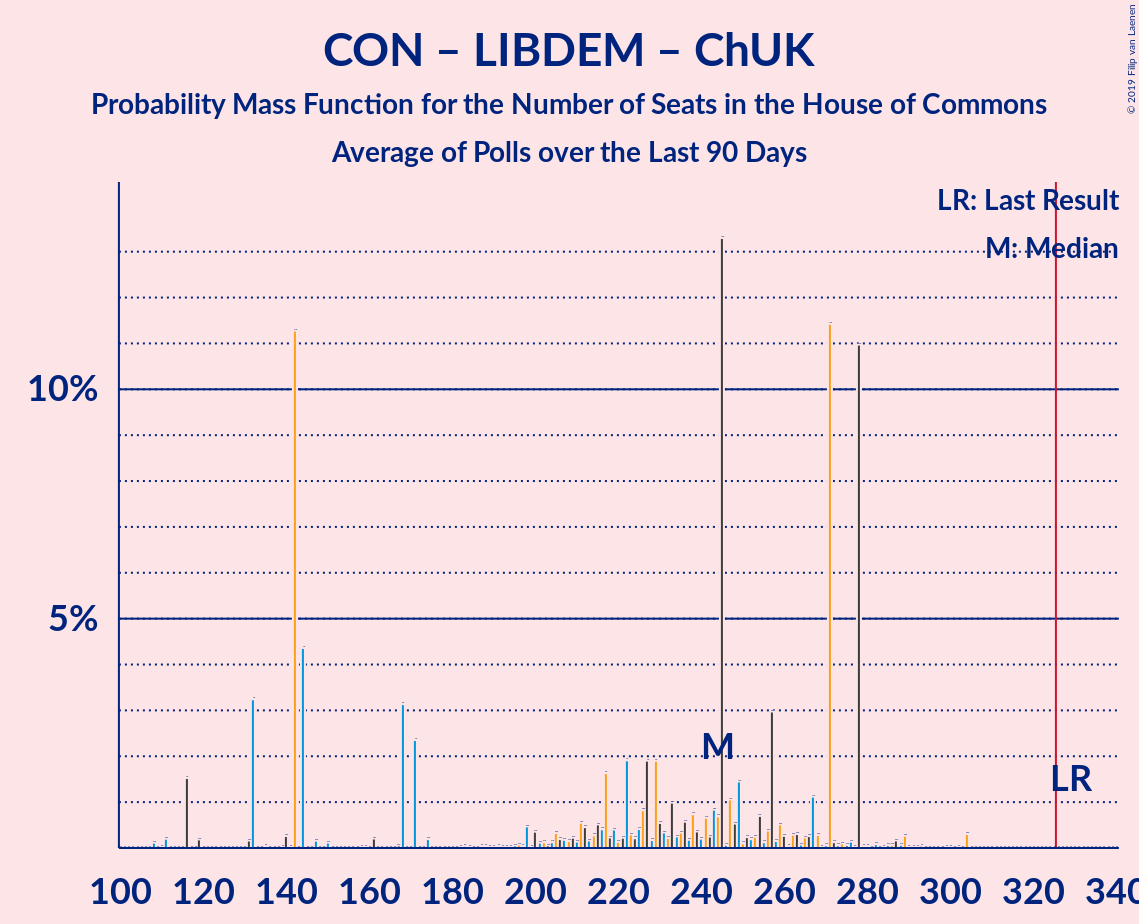 CON – LIBDEM – ChUK
Probability Mass Function for the Number of Seats in the House of Commons
Average of Polls over the Last 90 Days
© 2019 Filip van Laenen
LR: Last Result
M: Median
10%
5%
M
LR
100 120 140 160 180 200 220 240 260 280 300 320 340